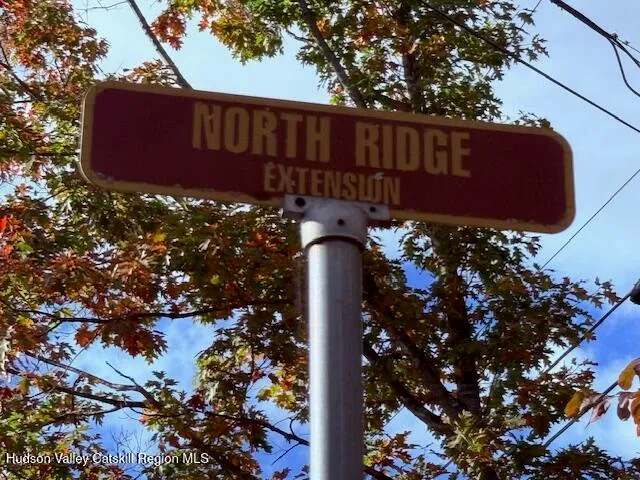 NORTH RIDGE
EXTENSION
Hudson Valley Catskill Region MLS